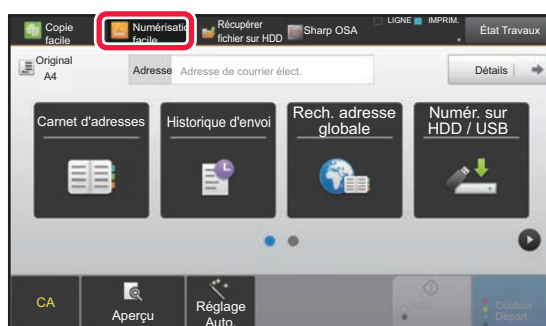 Copie
facile
Numérisatic
facile
Récupérer
fichier sur HDD
Sharp OSA
LIGNE
IMPRIM.
État Travaux
Original
A4
Adresse
Adresse de courrier élect.
Détails
Carnet d'adresses
Historique d'envoi
Rech. adresse
globale
Numér. sur
HDD / USB
CA
Aperçu
Réglage
Auto.
N&B
Couleur
Départ